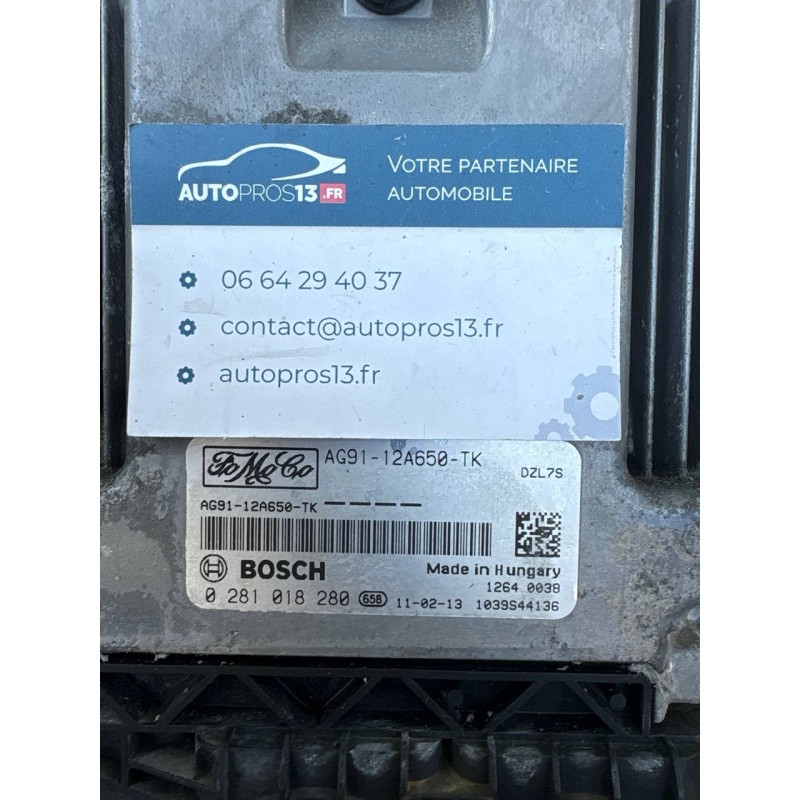 AUTOPROS13.FR
VOTRE PARTENAIRE
AUTOMOBILE
06 64 29 40 37
contact@autopros13.fr
autopros13.fr
FoMoCo
AG91-12A650-TK
DZL7S
AG91-12A650-TK – – – –
BOSCH
Made in Hungary
1264 0038
0 281 018 280 65B 11-02-13 1039S44136